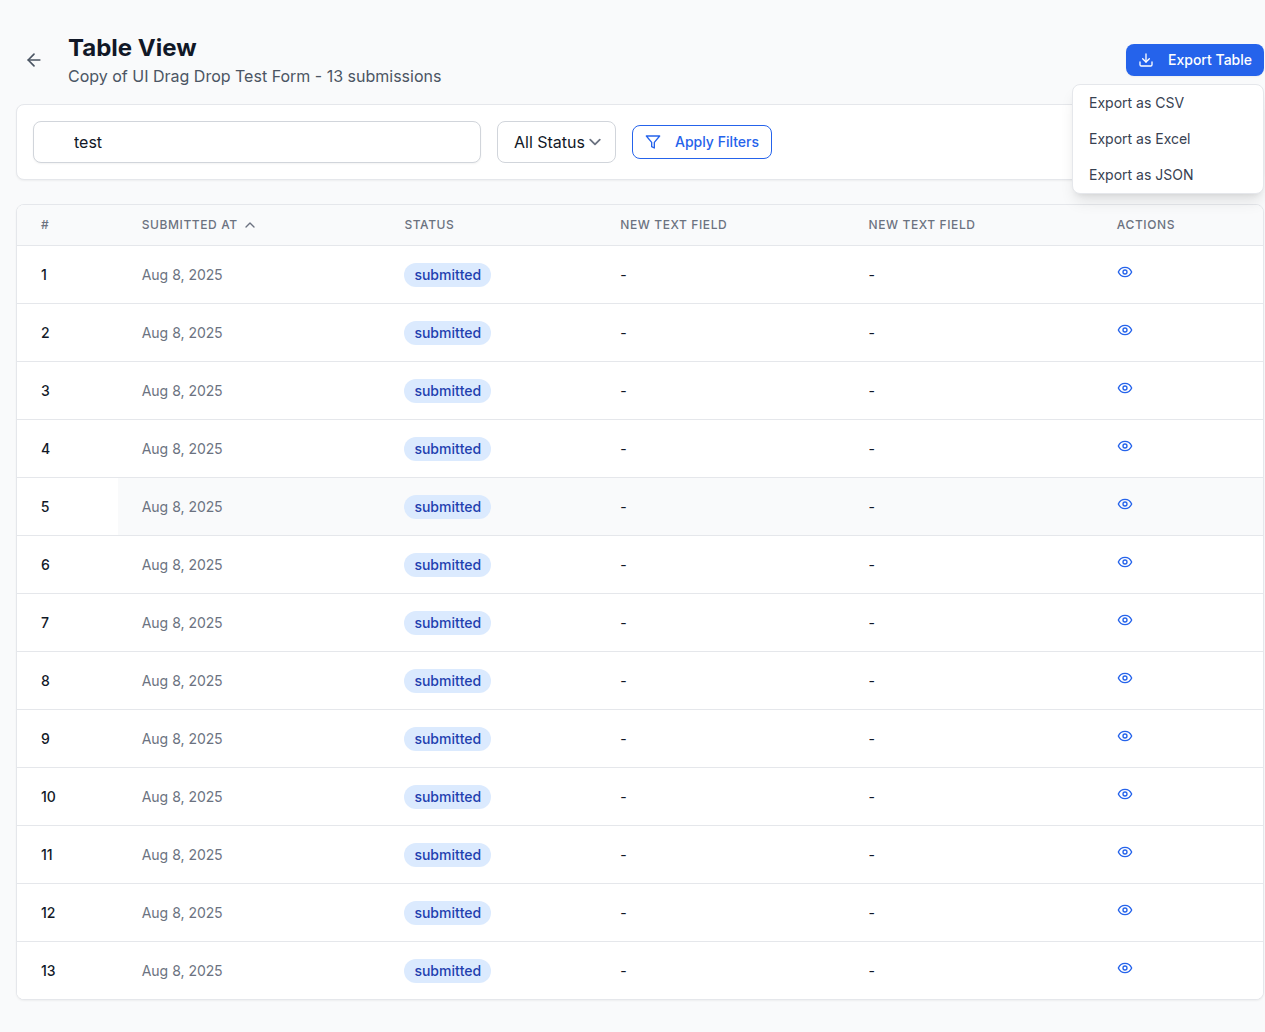 Table View
Copy of UI Drag Drop Test Form - 13 submissions
Export Table
Export as CSV
Export as Excel
Export as JSON
test
All Status
Apply Filters
# SUBMITTED AT STATUS NEW TEXT FIELD NEW TEXT FIELD ACTIONS
1 Aug 8, 2025 submitted - -
2 Aug 8, 2025 submitted - -
3 Aug 8, 2025 submitted - -
4 Aug 8, 2025 submitted - -
5 Aug 8, 2025 submitted - -
6 Aug 8, 2025 submitted - -
7 Aug 8, 2025 submitted - -
8 Aug 8, 2025 submitted - -
9 Aug 8, 2025 submitted - -
10 Aug 8, 2025 submitted - -
11 Aug 8, 2025 submitted - -
12 Aug 8, 2025 submitted - -
13 Aug 8, 2025 submitted - -